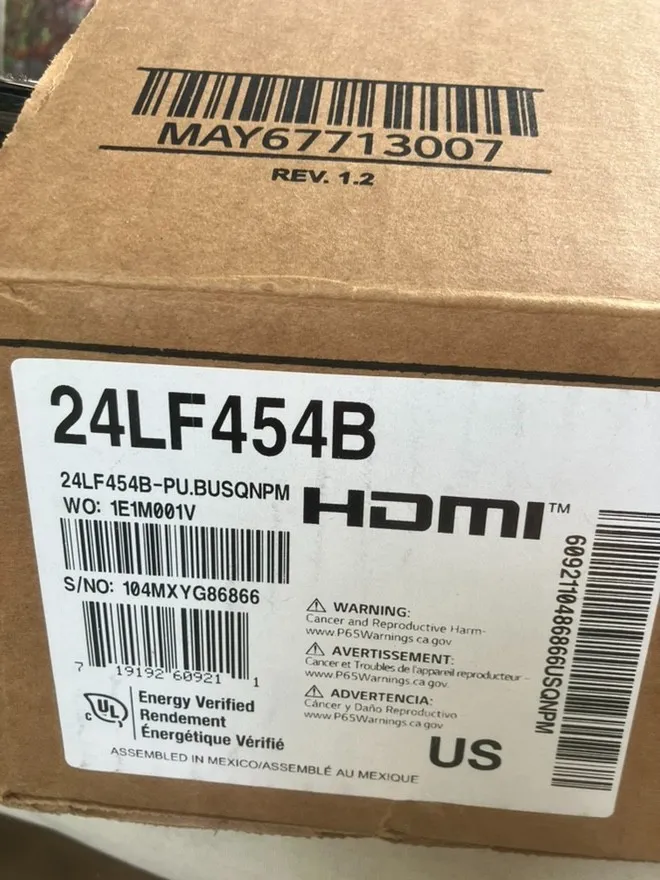 MAY67713007
REV. 1.2
24LF454B
24LF454B-PU.BUSQNPM
WO: 1E1M001V
HDMI™
S/NO: 104MXYG86866
7 19192 60921 1
UL
C
Energy Verified
Rendement
Énergétique Vérifié
ASSEMBLED IN MEXICO/ASSEMBLÉ AU MEXIQUE
WARNING:
Cancer and Reproductive Harm-
www.P65Warnings.ca.gov
AVERTISSEMENT:
Cancer et Troubles de l'appareil reproducteur -
www.P65Warnings.ca.gov.
ADVERTENCIA:
Cáncer y Daño Reproductivo
www.P65Warnings.ca.gov
US
6092110486866USQNPM